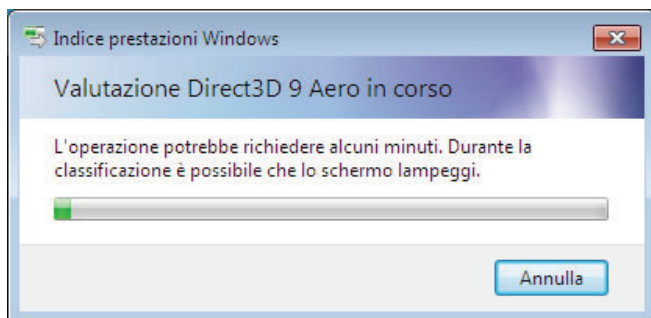 Indice prestazioni Windows
Valutazione Direct3D 9 Aero in corso
L'operazione potrebbe richiedere alcuni minuti. Durante la
classificazione è possibile che lo schermo lampeggi.
Annulla